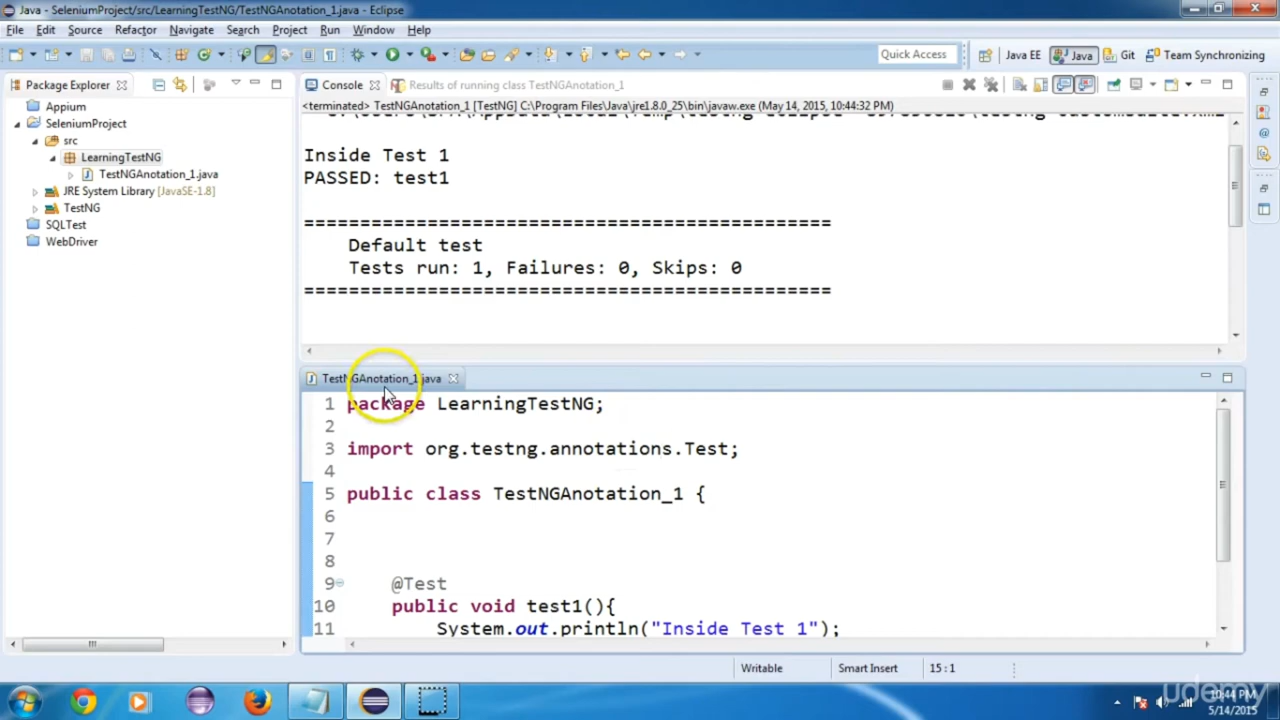 Java - SeleniumProject/src/LearningTestNG/TestNGAnotation_1.java - Eclipse
File Edit Source Refactor Navigate Search Project Run Window Help
Quick Access Java EE Java Git Team Synchronizing
Package Explorer
Appium
SeleniumProject
src
LearningTestNG
TestNGAnotation_1.java
JRE System Library [JavaSE-1.8]
TestNG
SQLTest
WebDriver
Console Results of running class TestNGAnotation_1
<terminated> TestNGAnotation_1 [TestNG] C:\Program Files\Java\jre1.8.0_25\bin\javaw.exe (May 14, 2015, 10:44:32 PM)
Inside Test 1
PASSED: test1
===============================================
Default test
Tests run: 1, Failures: 0, Skips: 0
===============================================
TestNGAnotation_1.java
1 package LearningTestNG;
2
3 import org.testng.annotations.Test;
4
5 public class TestNGAnotation_1 {
6
7
8
9 @Test
10 public void test1(){
11 System.out.println("Inside Test 1");
Writable Smart Insert 15 : 1
10:44 PM
5/14/2015
udemy